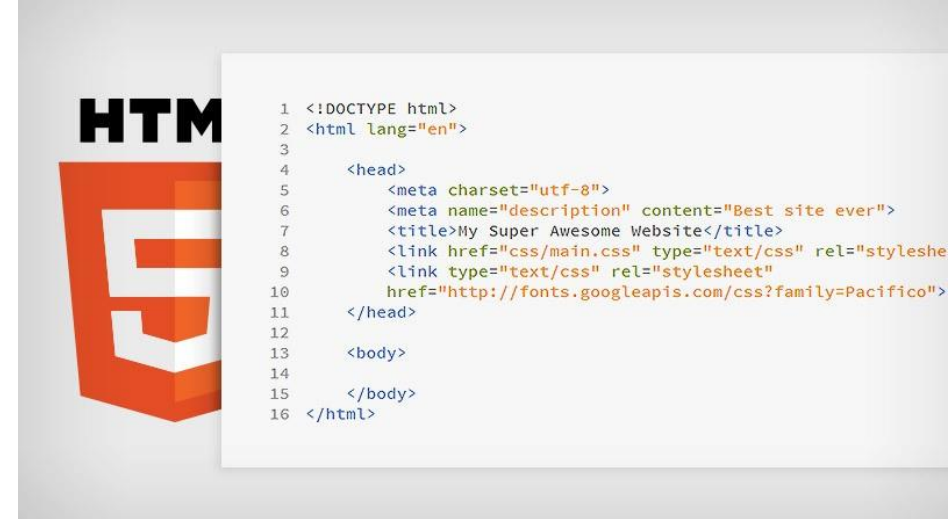 HTM
5
1 <!DOCTYPE html>
2 <html lang="en">
3
4 <head>
5 <meta charset="utf-8">
6 <meta name="description" content="Best site ever">
7 <title>My Super Awesome Website</title>
8 <link href="css/main.css" type="text/css" rel="styleshe
9 <link type="text/css" rel="stylesheet"
10 href="http://fonts.googleapis.com/css?family=Pacifico">
11 </head>
12
13 <body>
14
15 </body>
16 </html>